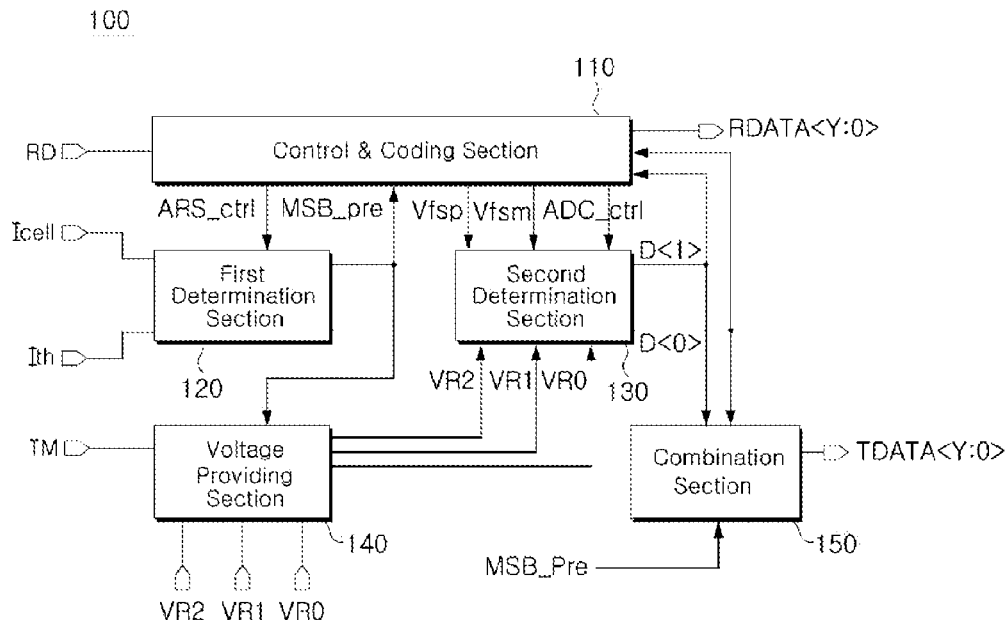 100
110
RD
Control & Coding Section
RDATA<Y:0>
ARS_ctrl
MSB_pre
Vfsp
Vfsm
ADC_ctrl
Icell
First
Determination
Section
Second
Determination
Section
D<1>
Ith
D<0>
120
VR2
VR1
VR0
130
TM
Voltage
Providing
Section
Combination
Section
TDATA<Y:0>
140
150
MSB_Pre
VR2
VR1
VR0